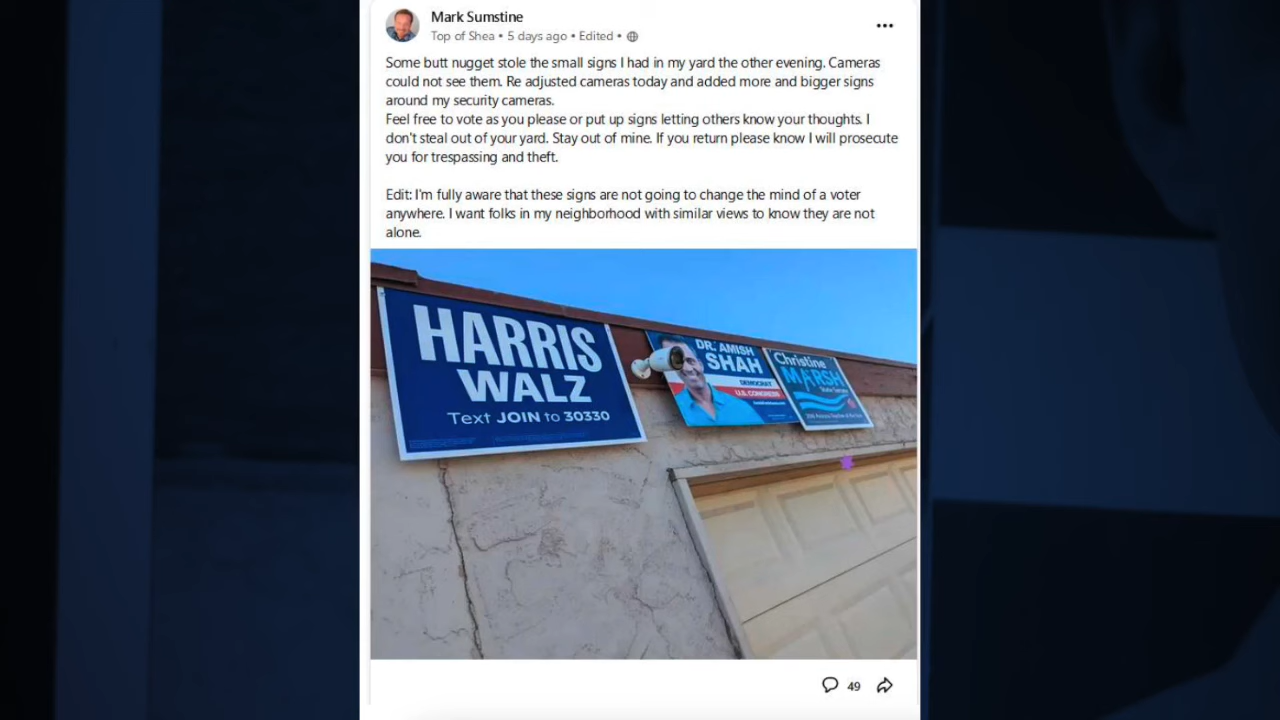 Mark Sumstine
Top of Shea • 5 days ago • Edited •
Some butt nugget stole the small signs I had in my yard the other evening. Cameras
could not see them. Re adjusted cameras today and added more and bigger signs
around my security cameras.
Feel free to vote as you please or put up signs letting others know your thoughts. I
don't steal out of your yard. Stay out of mine. If you return please know I will prosecute
you for trespassing and theft.
Edit: I'm fully aware that these signs are not going to change the mind of a voter
anywhere. I want folks in my neighborhood with similar views to know they are not
alone.
HARRIS
WALZ
Text JOIN to 30330
DR. AMISH
SHAH
DEMOCRAT
U.S. CONGRESS
Christine
MARSH
State Senate
49